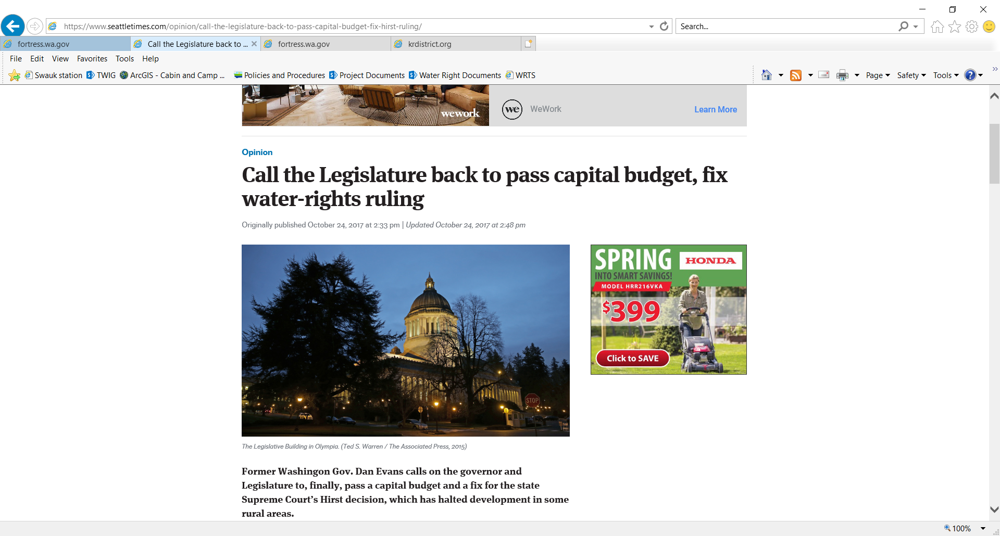 https://www.seattletimes.com/opinion/call-the-legislature-back-to-pass-capital-budget-fix-hirst-ruling/
Search...
fortress.wa.gov
Call the Legislature back to ...
fortress.wa.gov
krdistrict.org
File Edit View Favorites Tools Help
Swauk station TWIG ArcGIS - Cabin and Camp ... Policies and Procedures Project Documents Water Right Documents WRTS
Page Safety Tools
wework
we WeWork
Learn More
Opinion
Call the Legislature back to pass capital budget, fix
water-rights ruling
Originally published October 24, 2017 at 2:33 pm | Updated October 24, 2017 at 2:48 pm
STOP
SPRING
HONDA
INTO SMART SAVINGS!
MODEL HRR216VKA
$399
Click to SAVE
The Legislative Building in Olympia. (Ted S. Warren / The Associated Press, 2015)
Former Washingon Gov. Dan Evans calls on the governor and
Legislature to, finally, pass a capital budget and a fix for the state
Supreme Court’s Hirst decision, which has halted development in some
rural areas.
100%